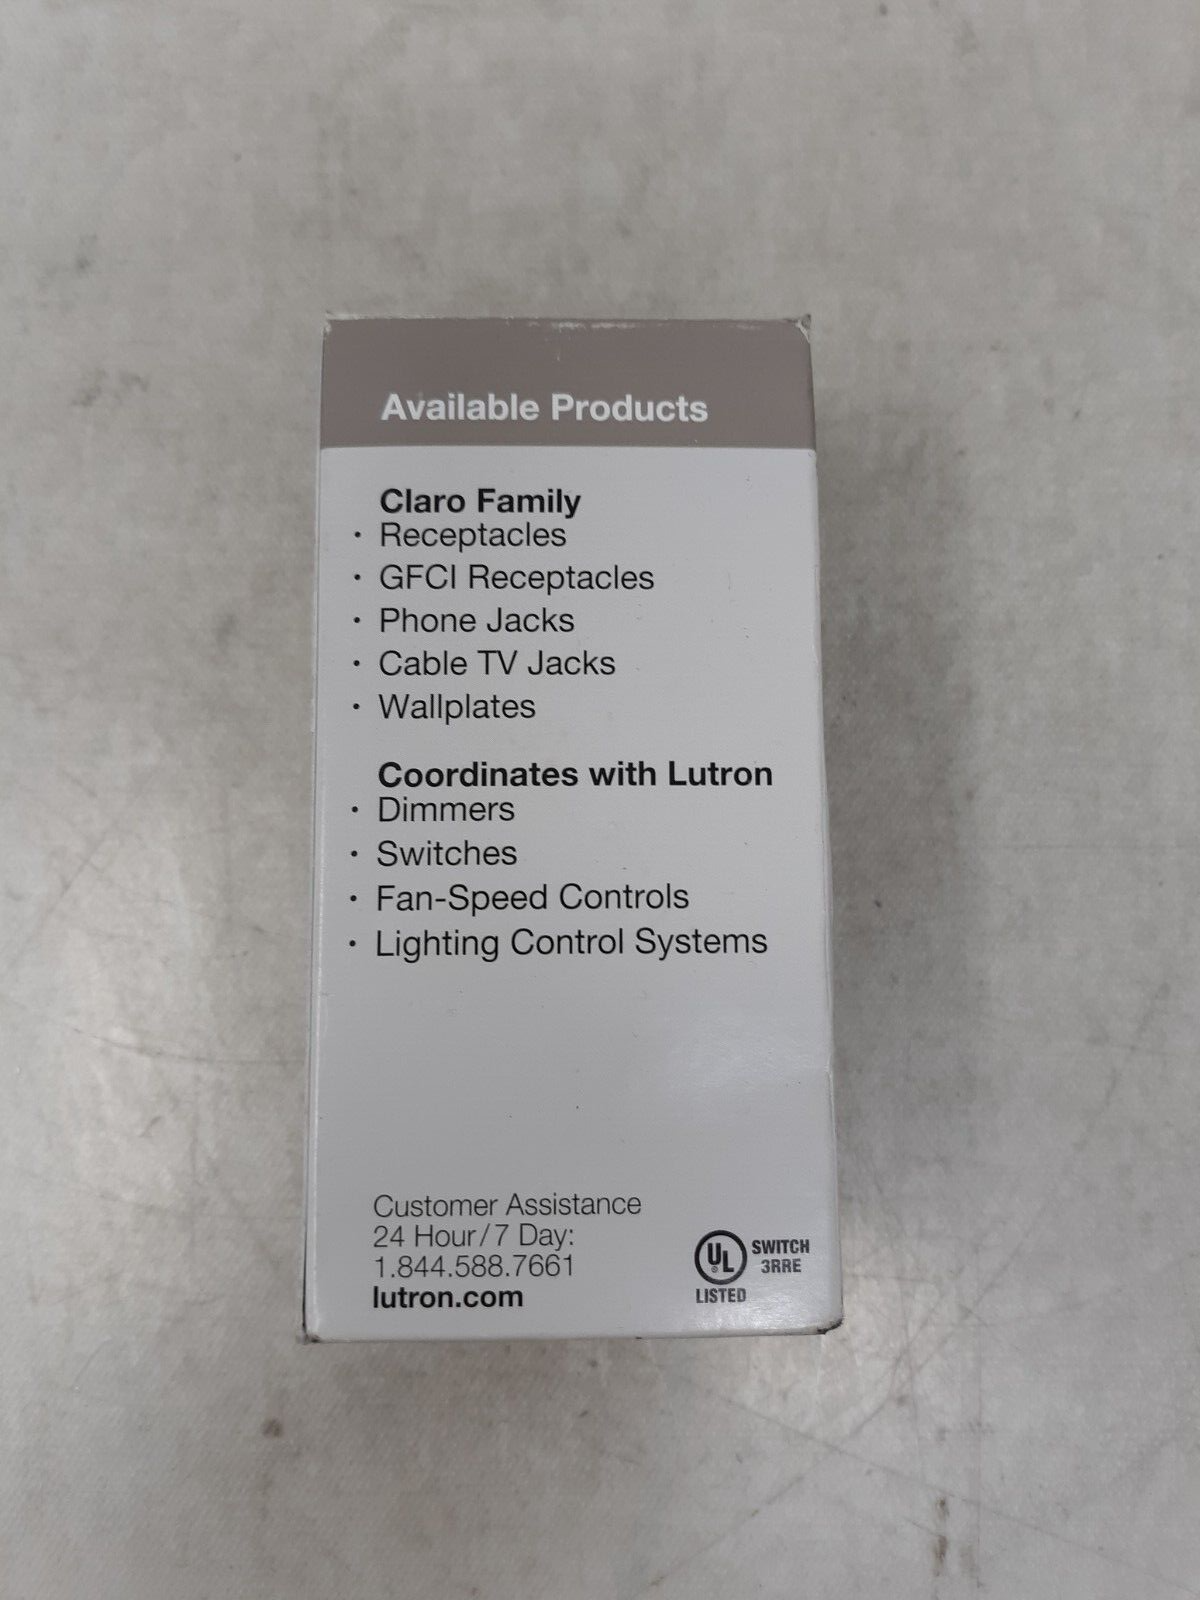 Available Products
Claro Family
• Receptacles
• GFCI Receptacles
• Phone Jacks
• Cable TV Jacks
• Wallplates
Coordinates with Lutron
• Dimmers
• Switches
• Fan-Speed Controls
• Lighting Control Systems
Customer Assistance
24 Hour/7 Day:
1.844.588.7661
lutron.com
UL®
LISTED
SWITCH
3RRE